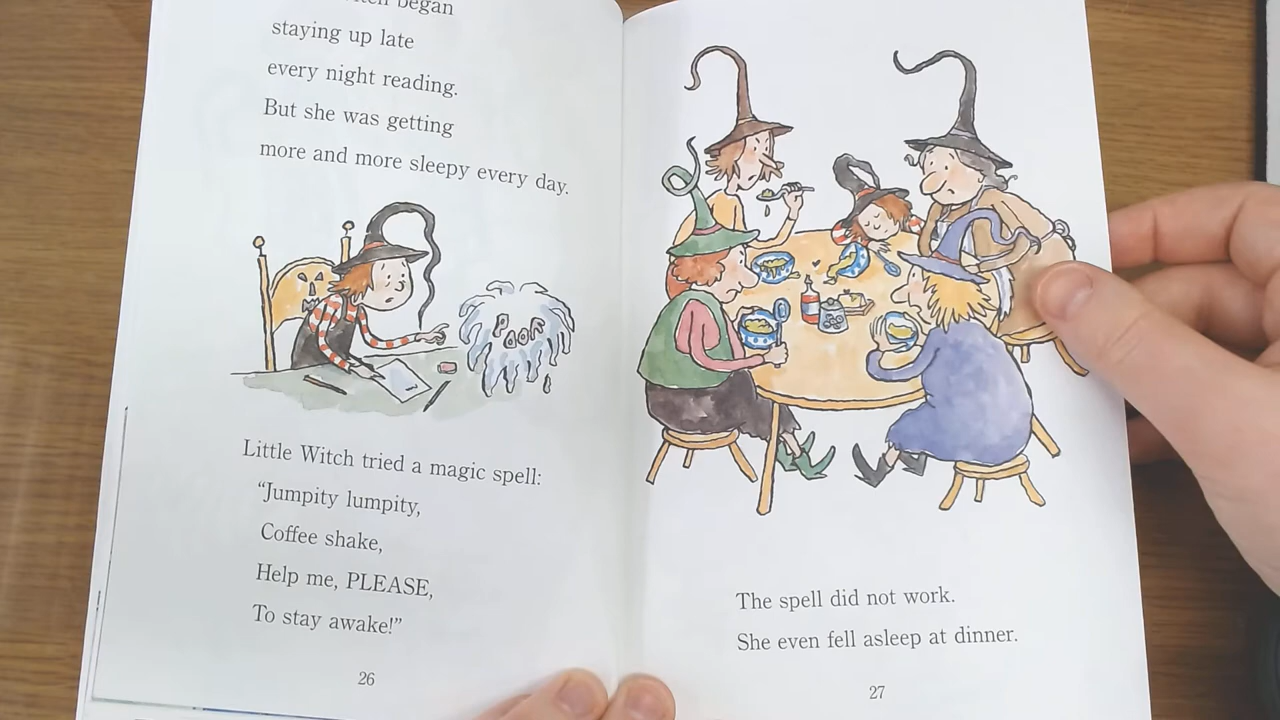 began
staying up late
every night reading.
But she was getting
more and more sleepy every day.
POOF
Little Witch tried a magic spell:
“Jumpity lumpity,
Coffee shake,
Help me, PLEASE,
To stay awake!”
26
The spell did not work.
She even fell asleep at dinner.
27